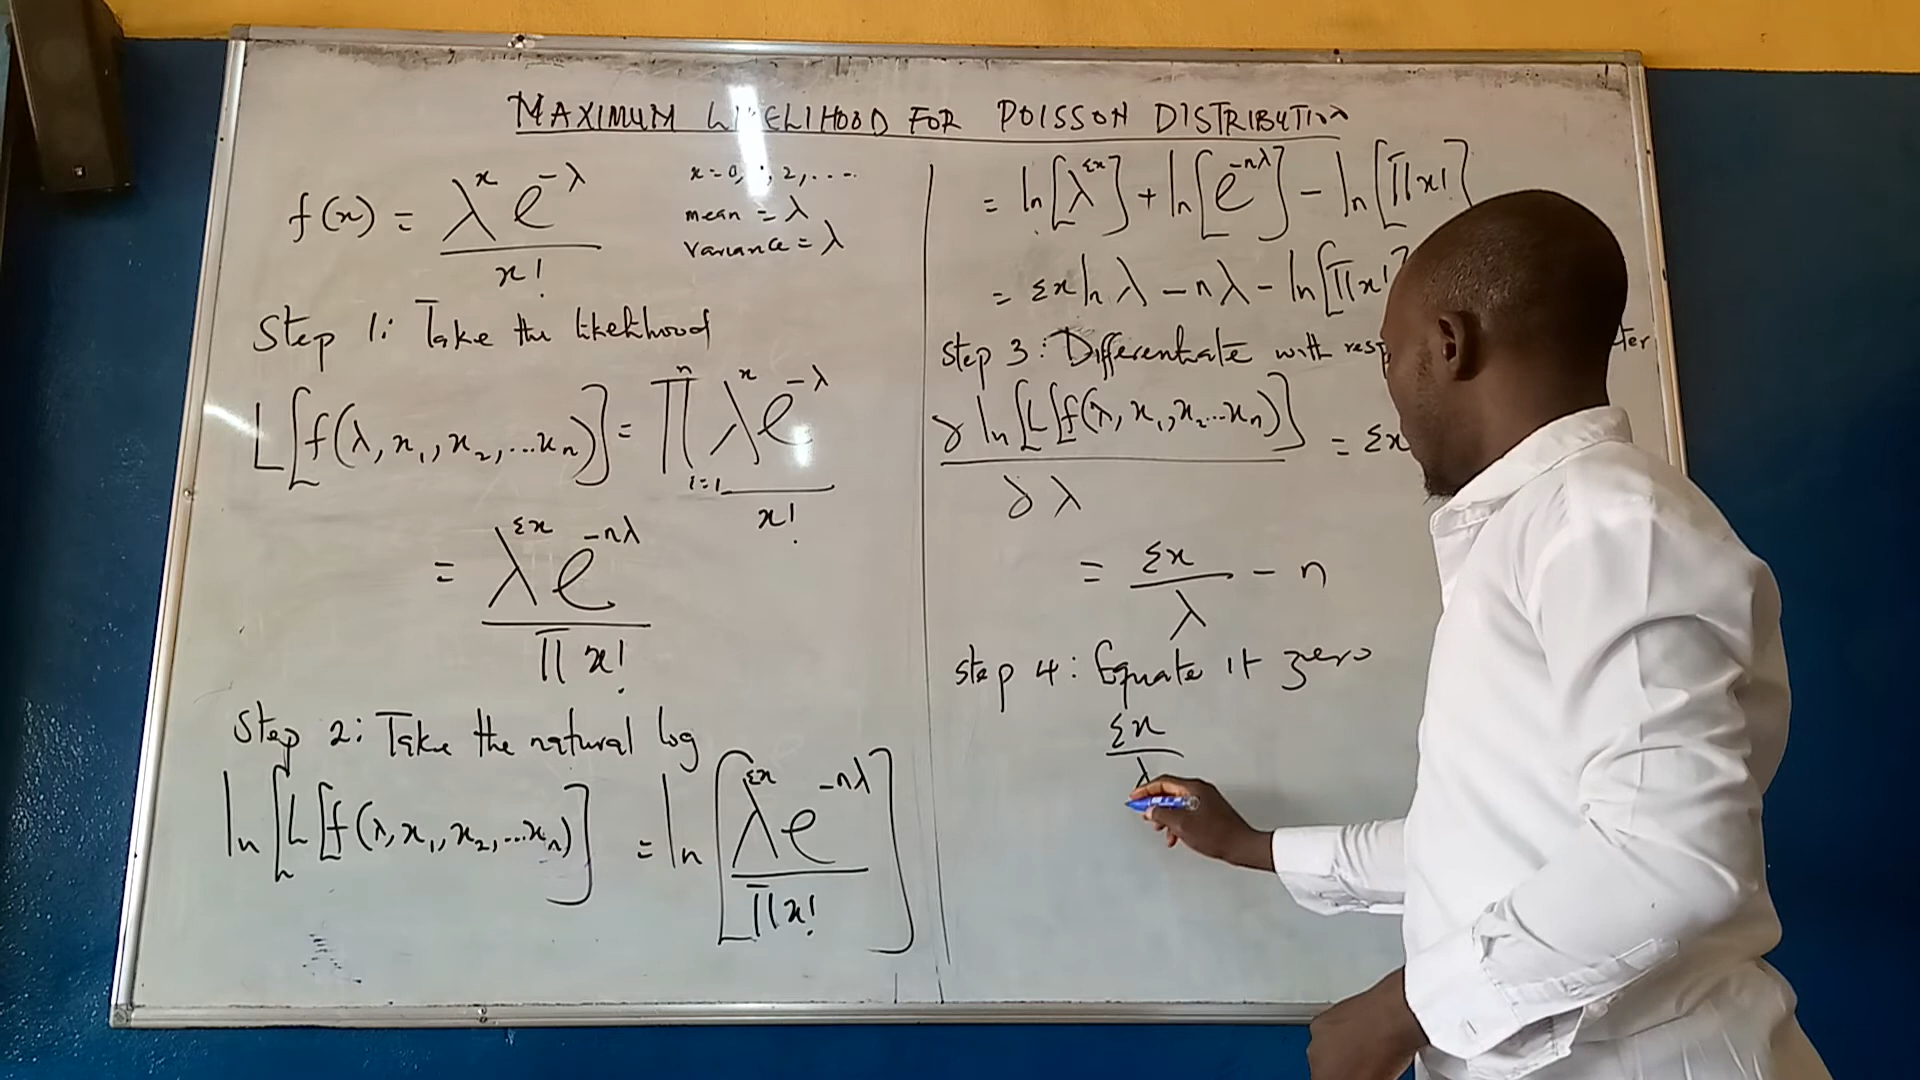 MAXIMUM LIKELIHOOD FOR POISSON DISTRIBUTION
f(x) = λ^x e^-λ / x!
x = 0, 1, 2, ....
mean = λ
variance = λ
Step 1: Take the likelihood
L[f(λ, x₁, x₂, ...xₙ)] = ∏ⁿᵢ₌₁ λ^x e^-λ / x!
= λ^Σx e^-nλ / ∏x!
Step 2: Take the natural log
ln[L[f(λ, x₁, x₂, ...xₙ)] = ln[λ^Σx e^-nλ / ∏x!]
= ln[λ^Σx] + ln[e^-nλ] - ln[∏x!]
= Σx ln λ - nλ - ln[∏x!]
Step 3: Differentiate with
∂ ln[L[f(λ, x₁, x₂...xₙ)] / ∂λ = Σx
= Σx / λ - n
Step 4: Equate it zero
Σx / λ